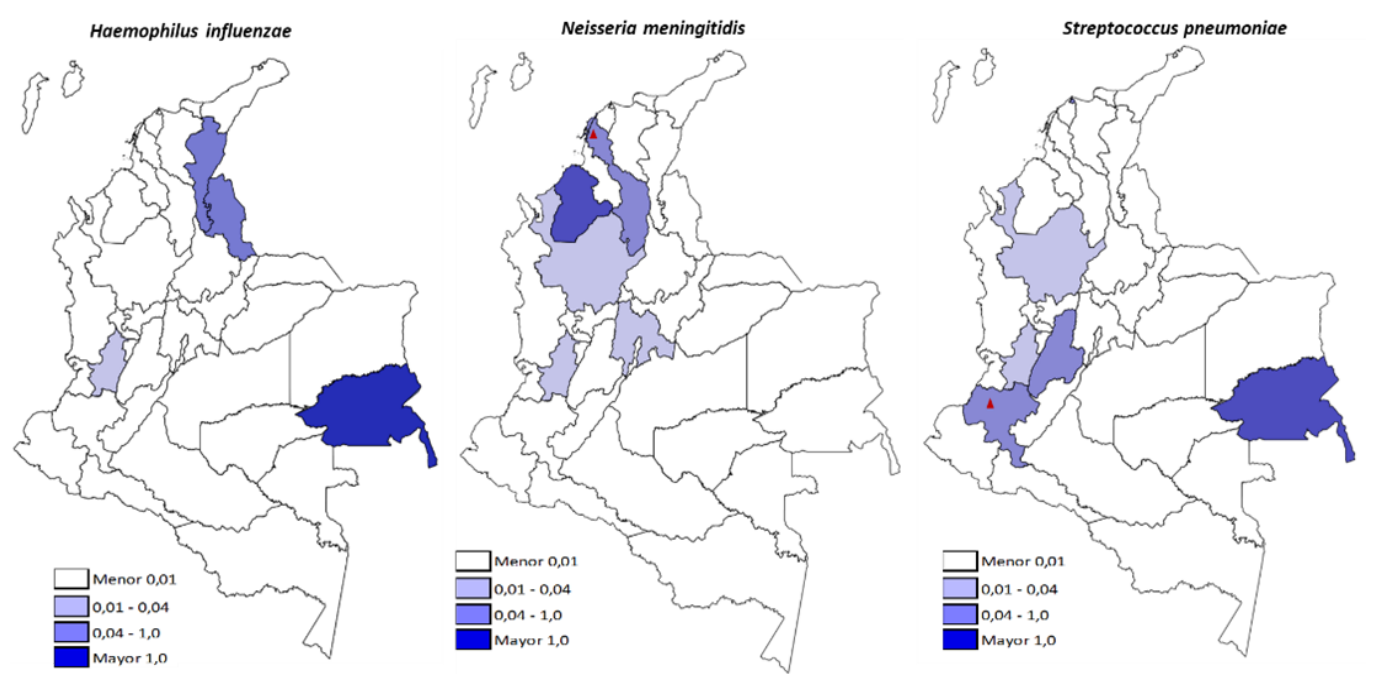 Haemophilus influenzae
Neisseria meningitidis
Streptococcus pneumoniae
Menor 0,01
0,01 - 0,04
0,04 - 1,0
Mayor 1,0
Menor 0,01
0,01 - 0,04
0,04 - 1,0
Mayor 1,0
Menor 0,01
0,01 - 0,04
0,04 - 1,0
Mayor 1,0